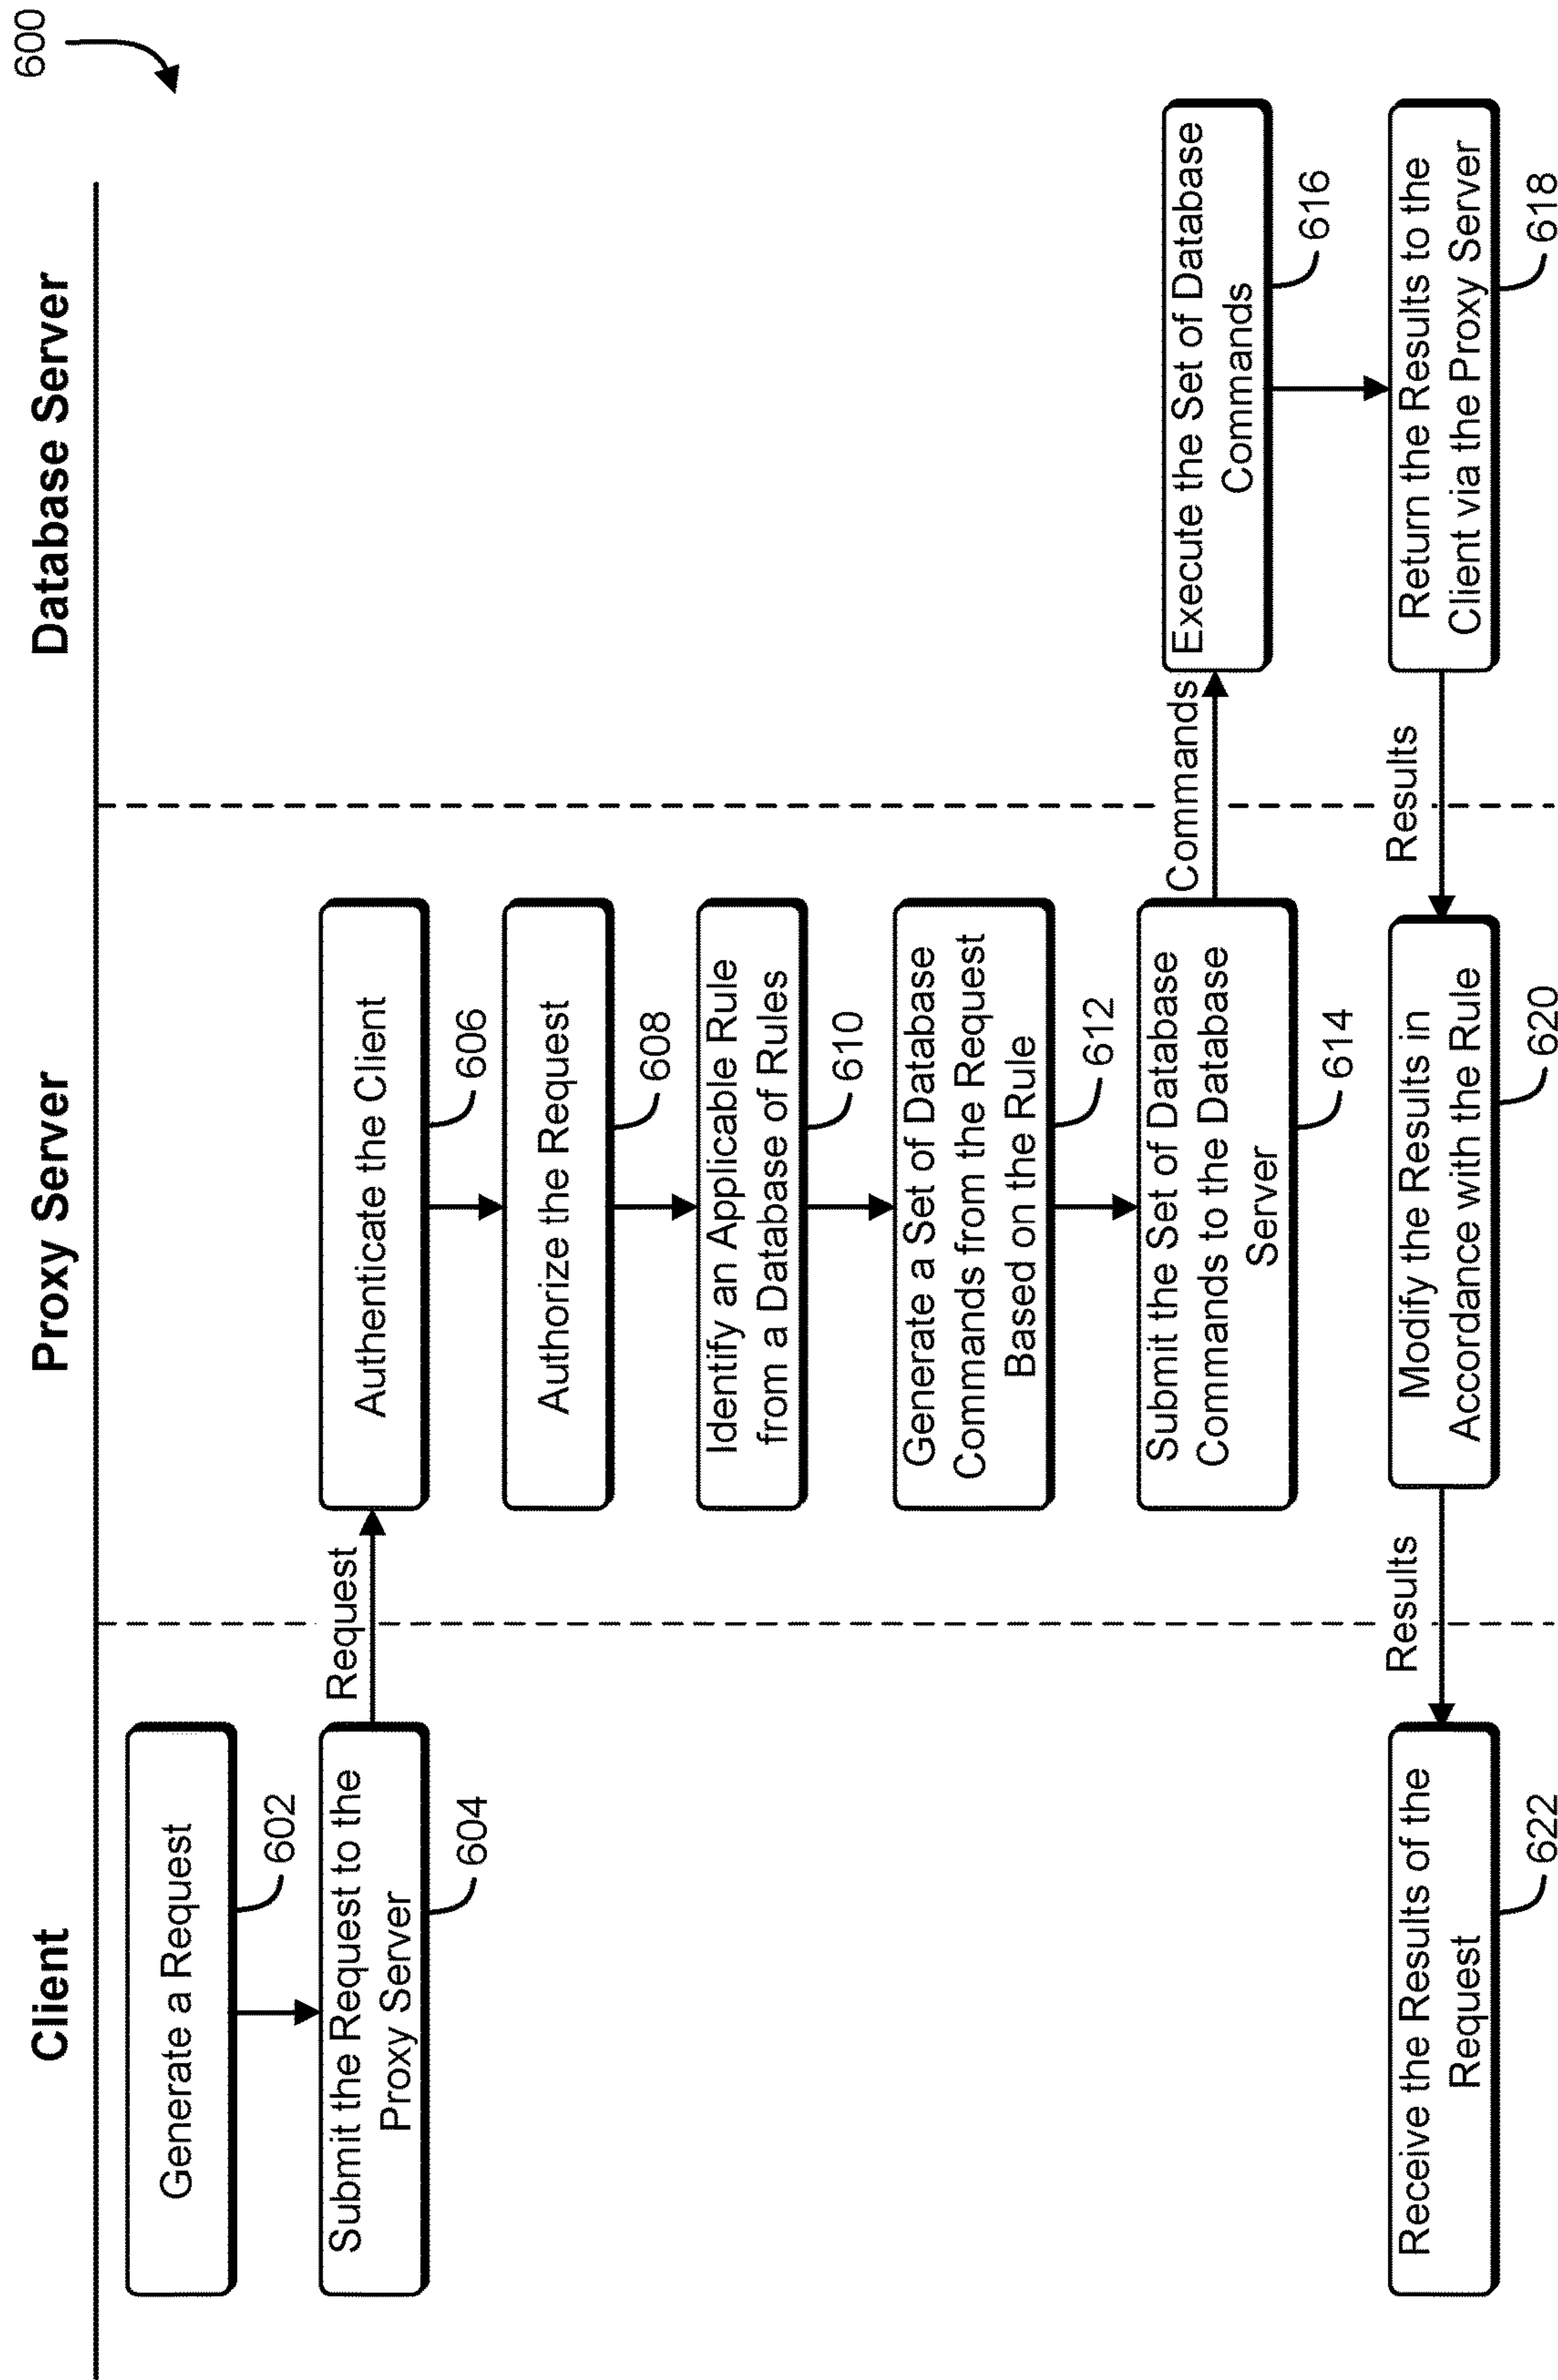 600
Client
Proxy Server
Database Server
Generate a Request
602
Submit the Request to the
Proxy Server
604
Request
Authenticate the Client
606
Authorize the Request
608
Identify an Applicable Rule
from a Database of Rules
610
Generate a Set of Database
Commands from the Request
Based on the Rule
612
Submit the Set of Database
Commands to the Database
Server
614
Commands
Execute the Set of Database
Commands
616
Return the Results to the
Client via the Proxy Server
618
Results
Modify the Results in
Accordance with the Rule
620
Results
Receive the Results of the
Request
622